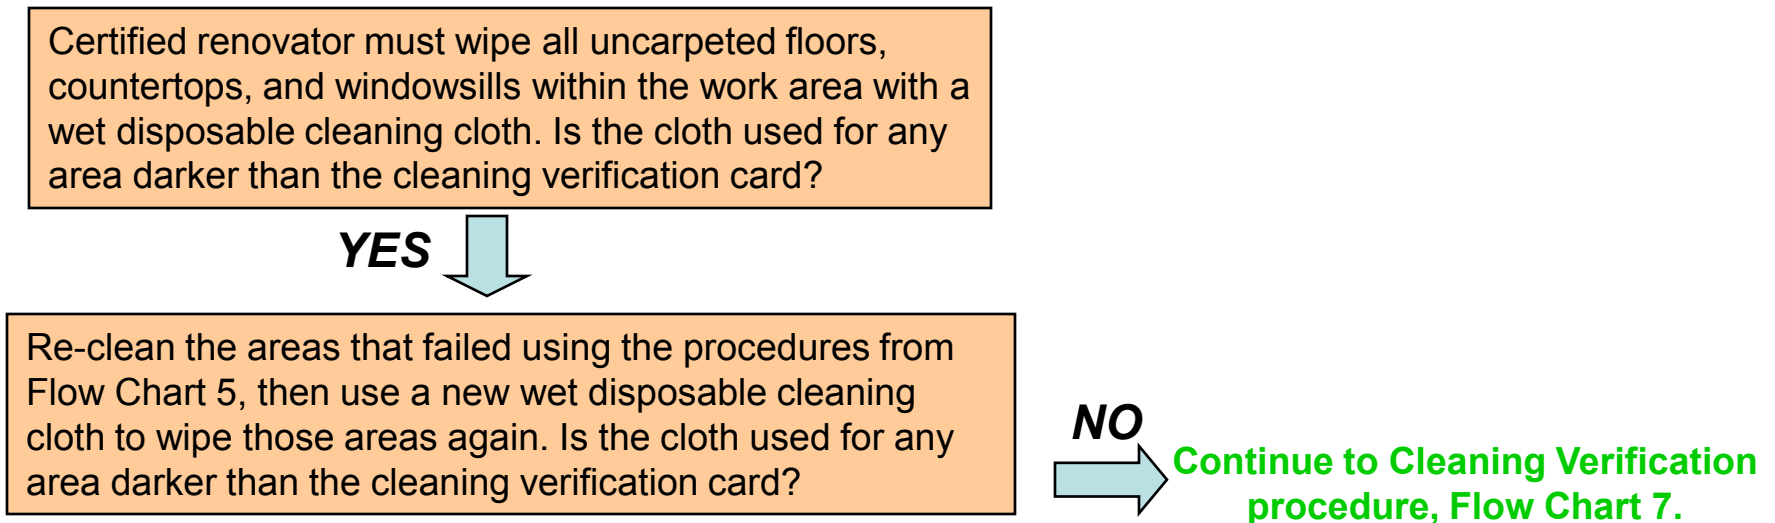 Certified renovator must wipe all uncarpeted floors,
countertops, and windowsills within the work area with a
wet disposable cleaning cloth. Is the cloth used for any
area darker than the cleaning verification card?
YES
Re-clean the areas that failed using the procedures from
Flow Chart 5, then use a new wet disposable cleaning
cloth to wipe those areas again. Is the cloth used for any
area darker than the cleaning verification card?
NO
Continue to Cleaning Verification
procedure, Flow Chart 7.